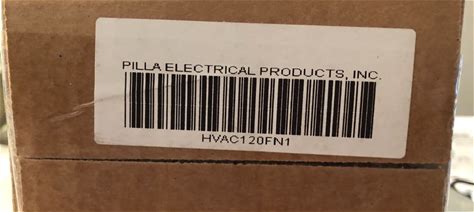 PILLA ELECTRICAL PRODUCTS, INC.
HVAC120FN1